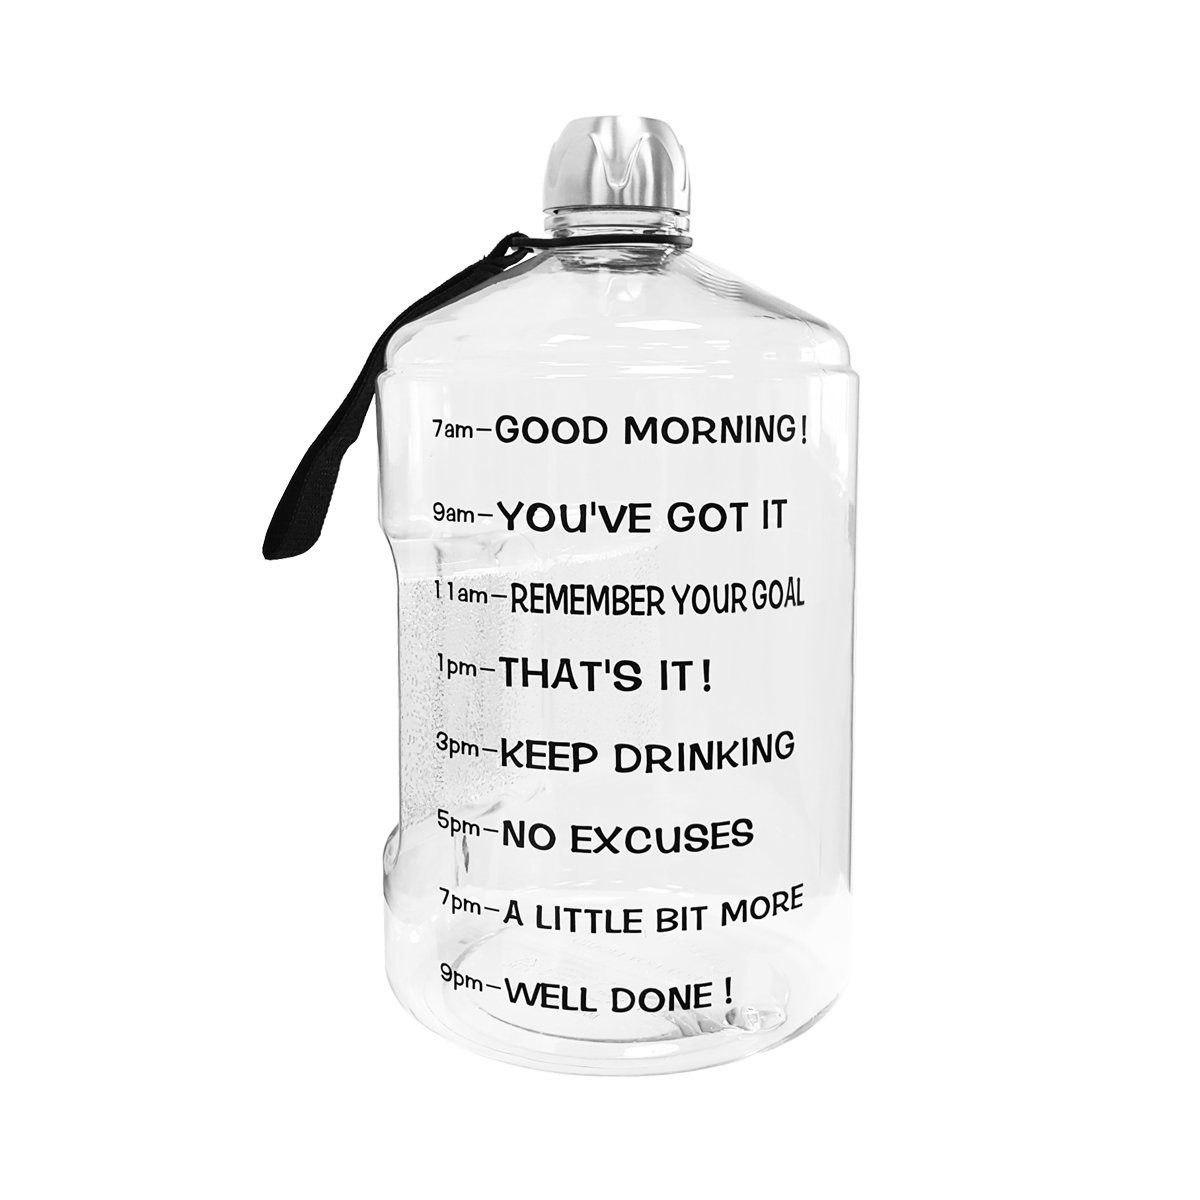 7am-GOOD MORNING!
9am-YOU'VE GOT IT
11am-REMEMBER YOUR GOAL
1pm-THAT'S IT!
3pm-KEEP DRINKING
5pm-NO EXCUSES
7pm-A LITTLE BIT MORE
9pm-WELL DONE !